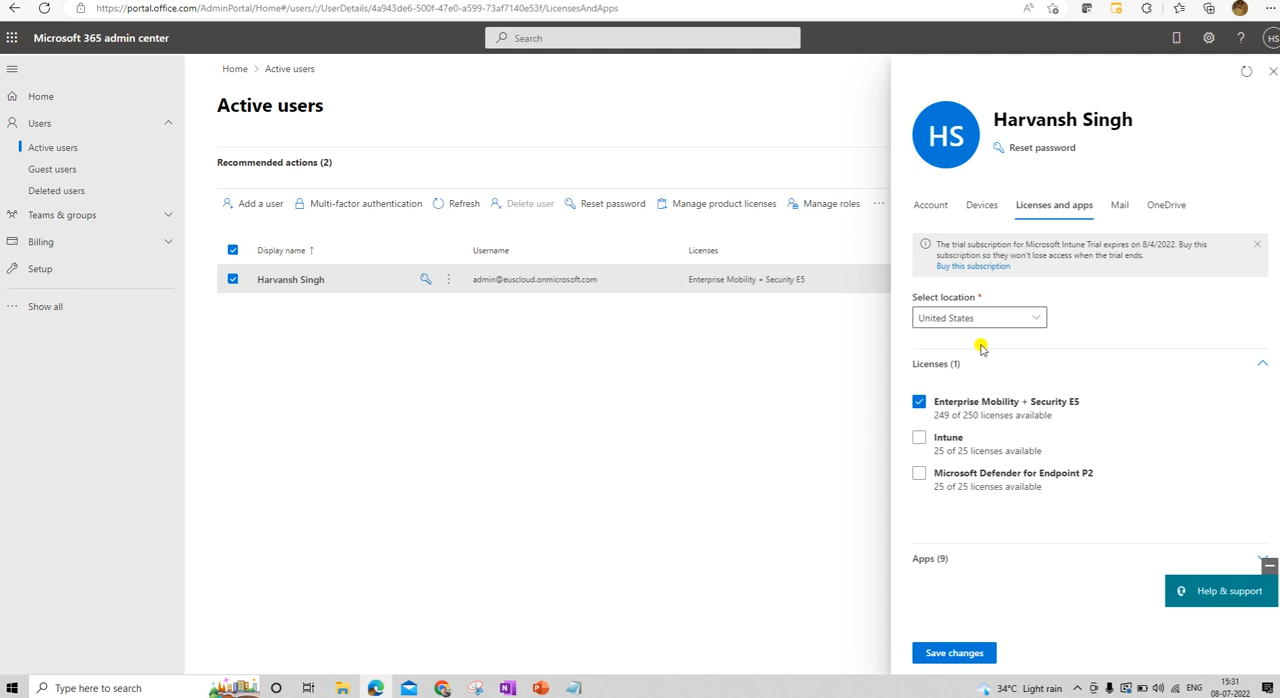 https://portal.office.com/AdminPortal/Home#/users/:/UserDetails/4a943de6-500f-47e0-a599-73af7140e53f/LicensesAndApps
Microsoft 365 admin center
Search
HS
Home
Users
Active users
Guest users
Deleted users
Teams & groups
Billing
Setup
Show all
Home > Active users
Active users
Recommended actions (2)
Add a user
Multi-factor authentication
Refresh
Delete user
Reset password
Manage product licenses
Manage roles
Display name ↑
Username
Licenses
Harvansh Singh
admin@euscloud.onmicrosoft.com
Enterprise Mobility + Security E5
HS
Harvansh Singh
Reset password
Account
Devices
Licenses and apps
Mail
OneDrive
The trial subscription for Microsoft Intune Trial expires on 8/4/2022. Buy this
subscription so they won't lose access when the trial ends.
Buy this subscription
Select location *
United States
Licenses (1)
Enterprise Mobility + Security E5
249 of 250 licenses available
Intune
25 of 25 licenses available
Microsoft Defender for Endpoint P2
25 of 25 licenses available
Apps (9)
Help & support
Save changes
Type here to search
34°C Light rain
ENG
15:31
08-07-2022